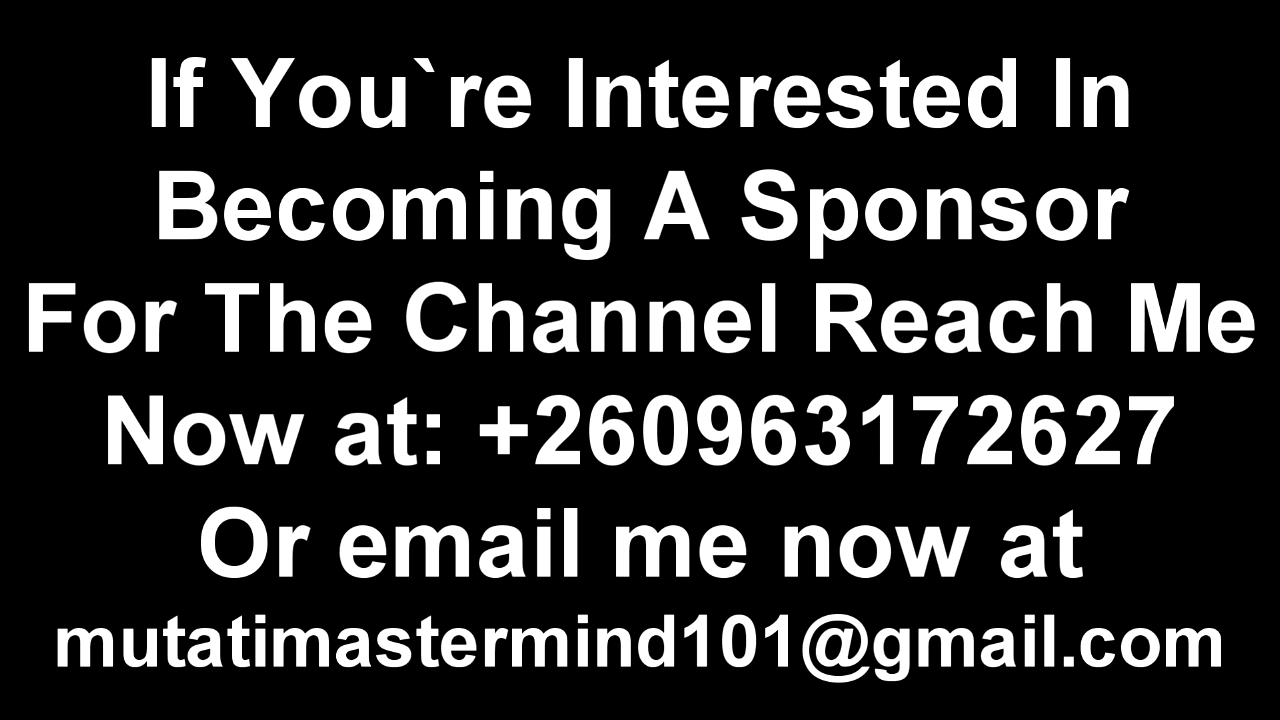 If You`re Interested In
Becoming A Sponsor
For The Channel Reach Me
Now at: +260963172627
Or email me now at
mutatimastermind101@gmail.com